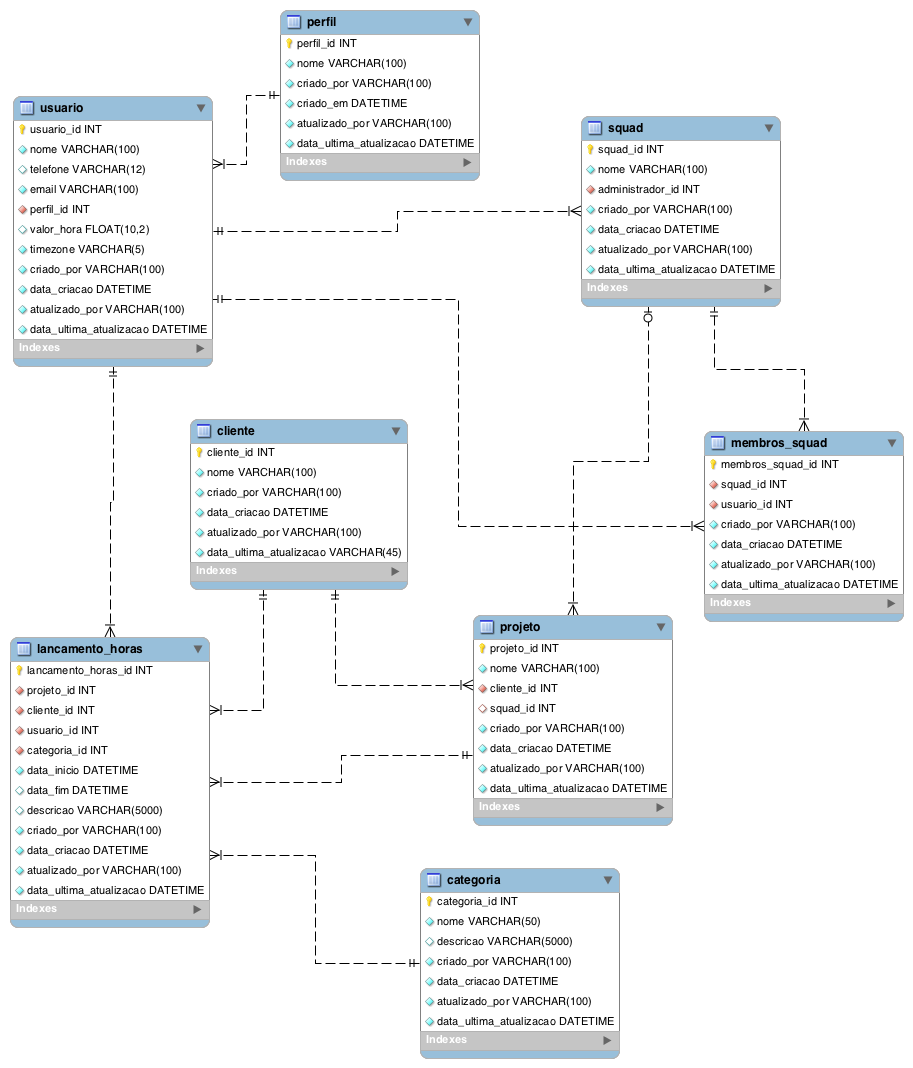 perfil
perfil_id INT
nome VARCHAR(100)
criado_por VARCHAR(100)
criado_em DATETIME
atualizado_por VARCHAR(100)
data_ultima_atualizacao DATETIME
Indexes
usuario
usuario_id INT
nome VARCHAR(100)
telefone VARCHAR(12)
email VARCHAR(100)
perfil_id INT
valor_hora FLOAT(10,2)
timezone VARCHAR(5)
criado_por VARCHAR(100)
data_criacao DATETIME
atualizado_por VARCHAR(100)
data_ultima_atualizacao DATETIME
Indexes
squad
squad_id INT
nome VARCHAR(100)
administrador_id INT
criado_por VARCHAR(100)
data_criacao DATETIME
atualizado_por VARCHAR(100)
data_ultima_atualizacao DATETIME
Indexes
cliente
cliente_id INT
nome VARCHAR(100)
criado_por VARCHAR(100)
data_criacao DATETIME
atualizado_por VARCHAR(100)
data_ultima_atualizacao VARCHAR(45)
Indexes
membros_squad
membros_squad_id INT
squad_id INT
usuario_id INT
criado_por VARCHAR(100)
data_criacao DATETIME
atualizado_por VARCHAR(100)
data_ultima_atualizacao DATETIME
Indexes
lancamento_horas
lancamento_horas_id INT
projeto_id INT
cliente_id INT
usuario_id INT
categoria_id INT
data_inicio DATETIME
data_fim DATETIME
descricao VARCHAR(5000)
criado_por VARCHAR(100)
data_criacao DATETIME
atualizado_por VARCHAR(100)
data_ultima_atualizacao DATETIME
Indexes
projeto
projeto_id INT
nome VARCHAR(100)
cliente_id INT
squad_id INT
criado_por VARCHAR(100)
data_criacao DATETIME
atualizado_por VARCHAR(100)
data_ultima_atualizacao DATETIME
Indexes
categoria
categoria_id INT
nome VARCHAR(50)
descricao VARCHAR(5000)
criado_por VARCHAR(100)
data_criacao DATETIME
atualizado_por VARCHAR(100)
data_ultima_atualizacao DATETIME
Indexes